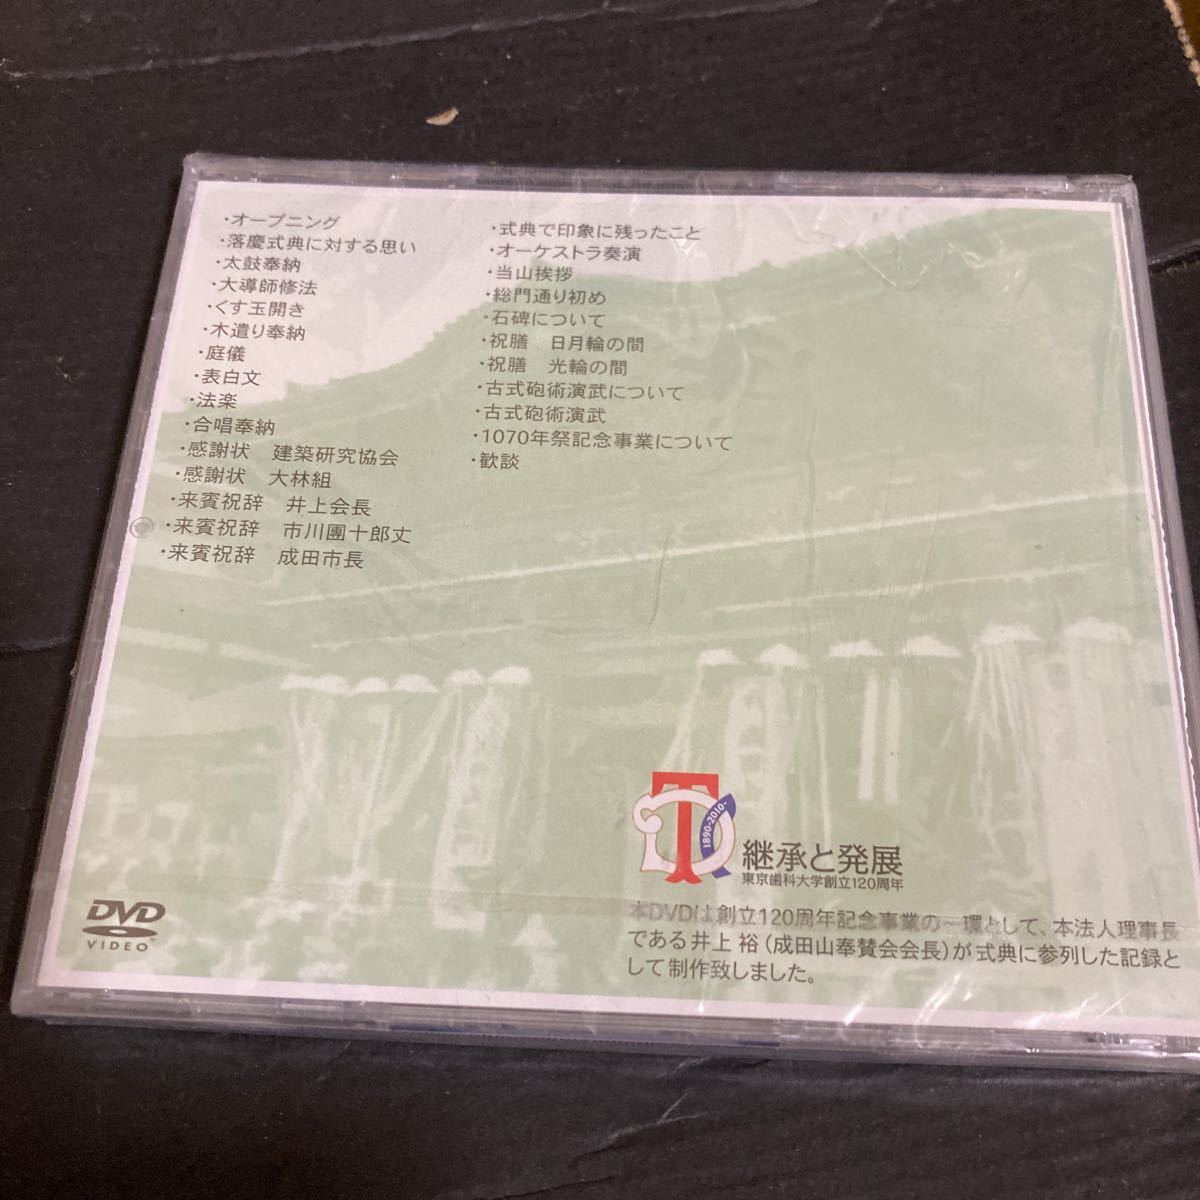 ・オープニング
・落慶式典に対する思い
・太鼓奉納
・大導師修法
・くす玉開き
・木遣り奉納
・庭儀
・表白文
・法楽
・合唱奉納
・感謝状　建築研究協会
・感謝状　大林組
・来賓祝辞　井上会長
・来賓祝辞　市川團十郎丈
・来賓祝辞　成田市長
・式典で印象に残ったこと
・オーケストラ奏演
・当山挨拶
・総門通り初め
・石碑について
・祝膳　日月輪の間
・祝膳　光輪の間
・古式砲術演武について
・古式砲術演武
・1070年祭記念事業について
・歓談
TDC
1890-2010-
継承と発展
東京歯科大学創立120周年
本DVDは創立120周年記念事業の一環として、本法人理事長
である井上 裕（成田山奉賛会会長）が式典に参列した記録と
して制作致しました。
DVD
VIDEO™